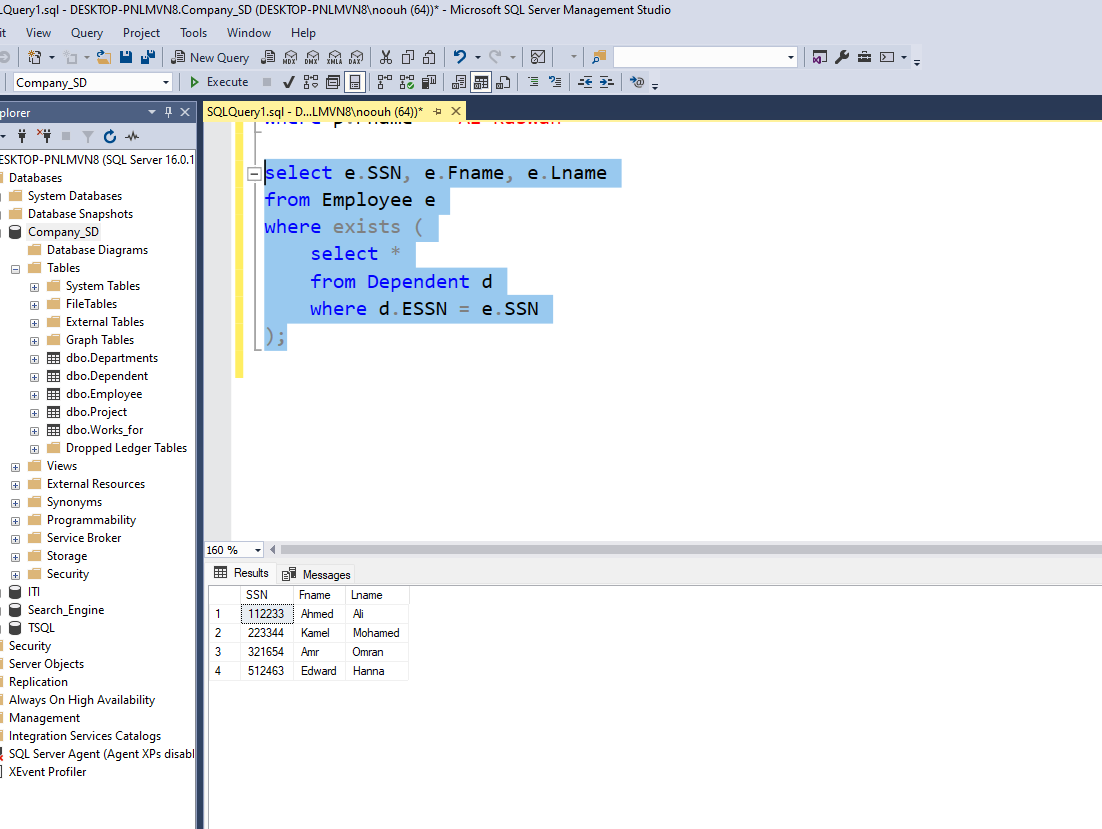 LQuery1.sql - DESKTOP-PNLMVN8.Company_SD (DESKTOP-PNLMVN8\noouh (64))* - Microsoft SQL Server Management Studio
it View Query Project Tools Window Help
New Query
MDX DMX XMLA DAX
Company_SD
Execute
plorer
SQLQuery1.sql - D...LMVN8\noouh (64))*
ESKTOP-PNLMVN8 (SQL Server 16.0.1
Databases
System Databases
Database Snapshots
Company_SD
Database Diagrams
Tables
System Tables
FileTables
External Tables
Graph Tables
dbo.Departments
dbo.Dependent
dbo.Employee
dbo.Project
dbo.Works_for
Dropped Ledger Tables
Views
External Resources
Synonyms
Programmability
Service Broker
Storage
Security
ITI
Search_Engine
TSQL
Security
Server Objects
Replication
Always On High Availability
Management
Integration Services Catalogs
SQL Server Agent (Agent XPs disabl
XEvent Profiler
select e.SSN, e.Fname, e.Lname
from Employee e
where exists (
select *
from Dependent d
where d.ESSN = e.SSN
);
160 %
Results Messages
SSN Fname Lname
1 112233 Ahmed Ali
2 223344 Kamel Mohamed
3 321654 Amr Omran
4 512463 Edward Hanna